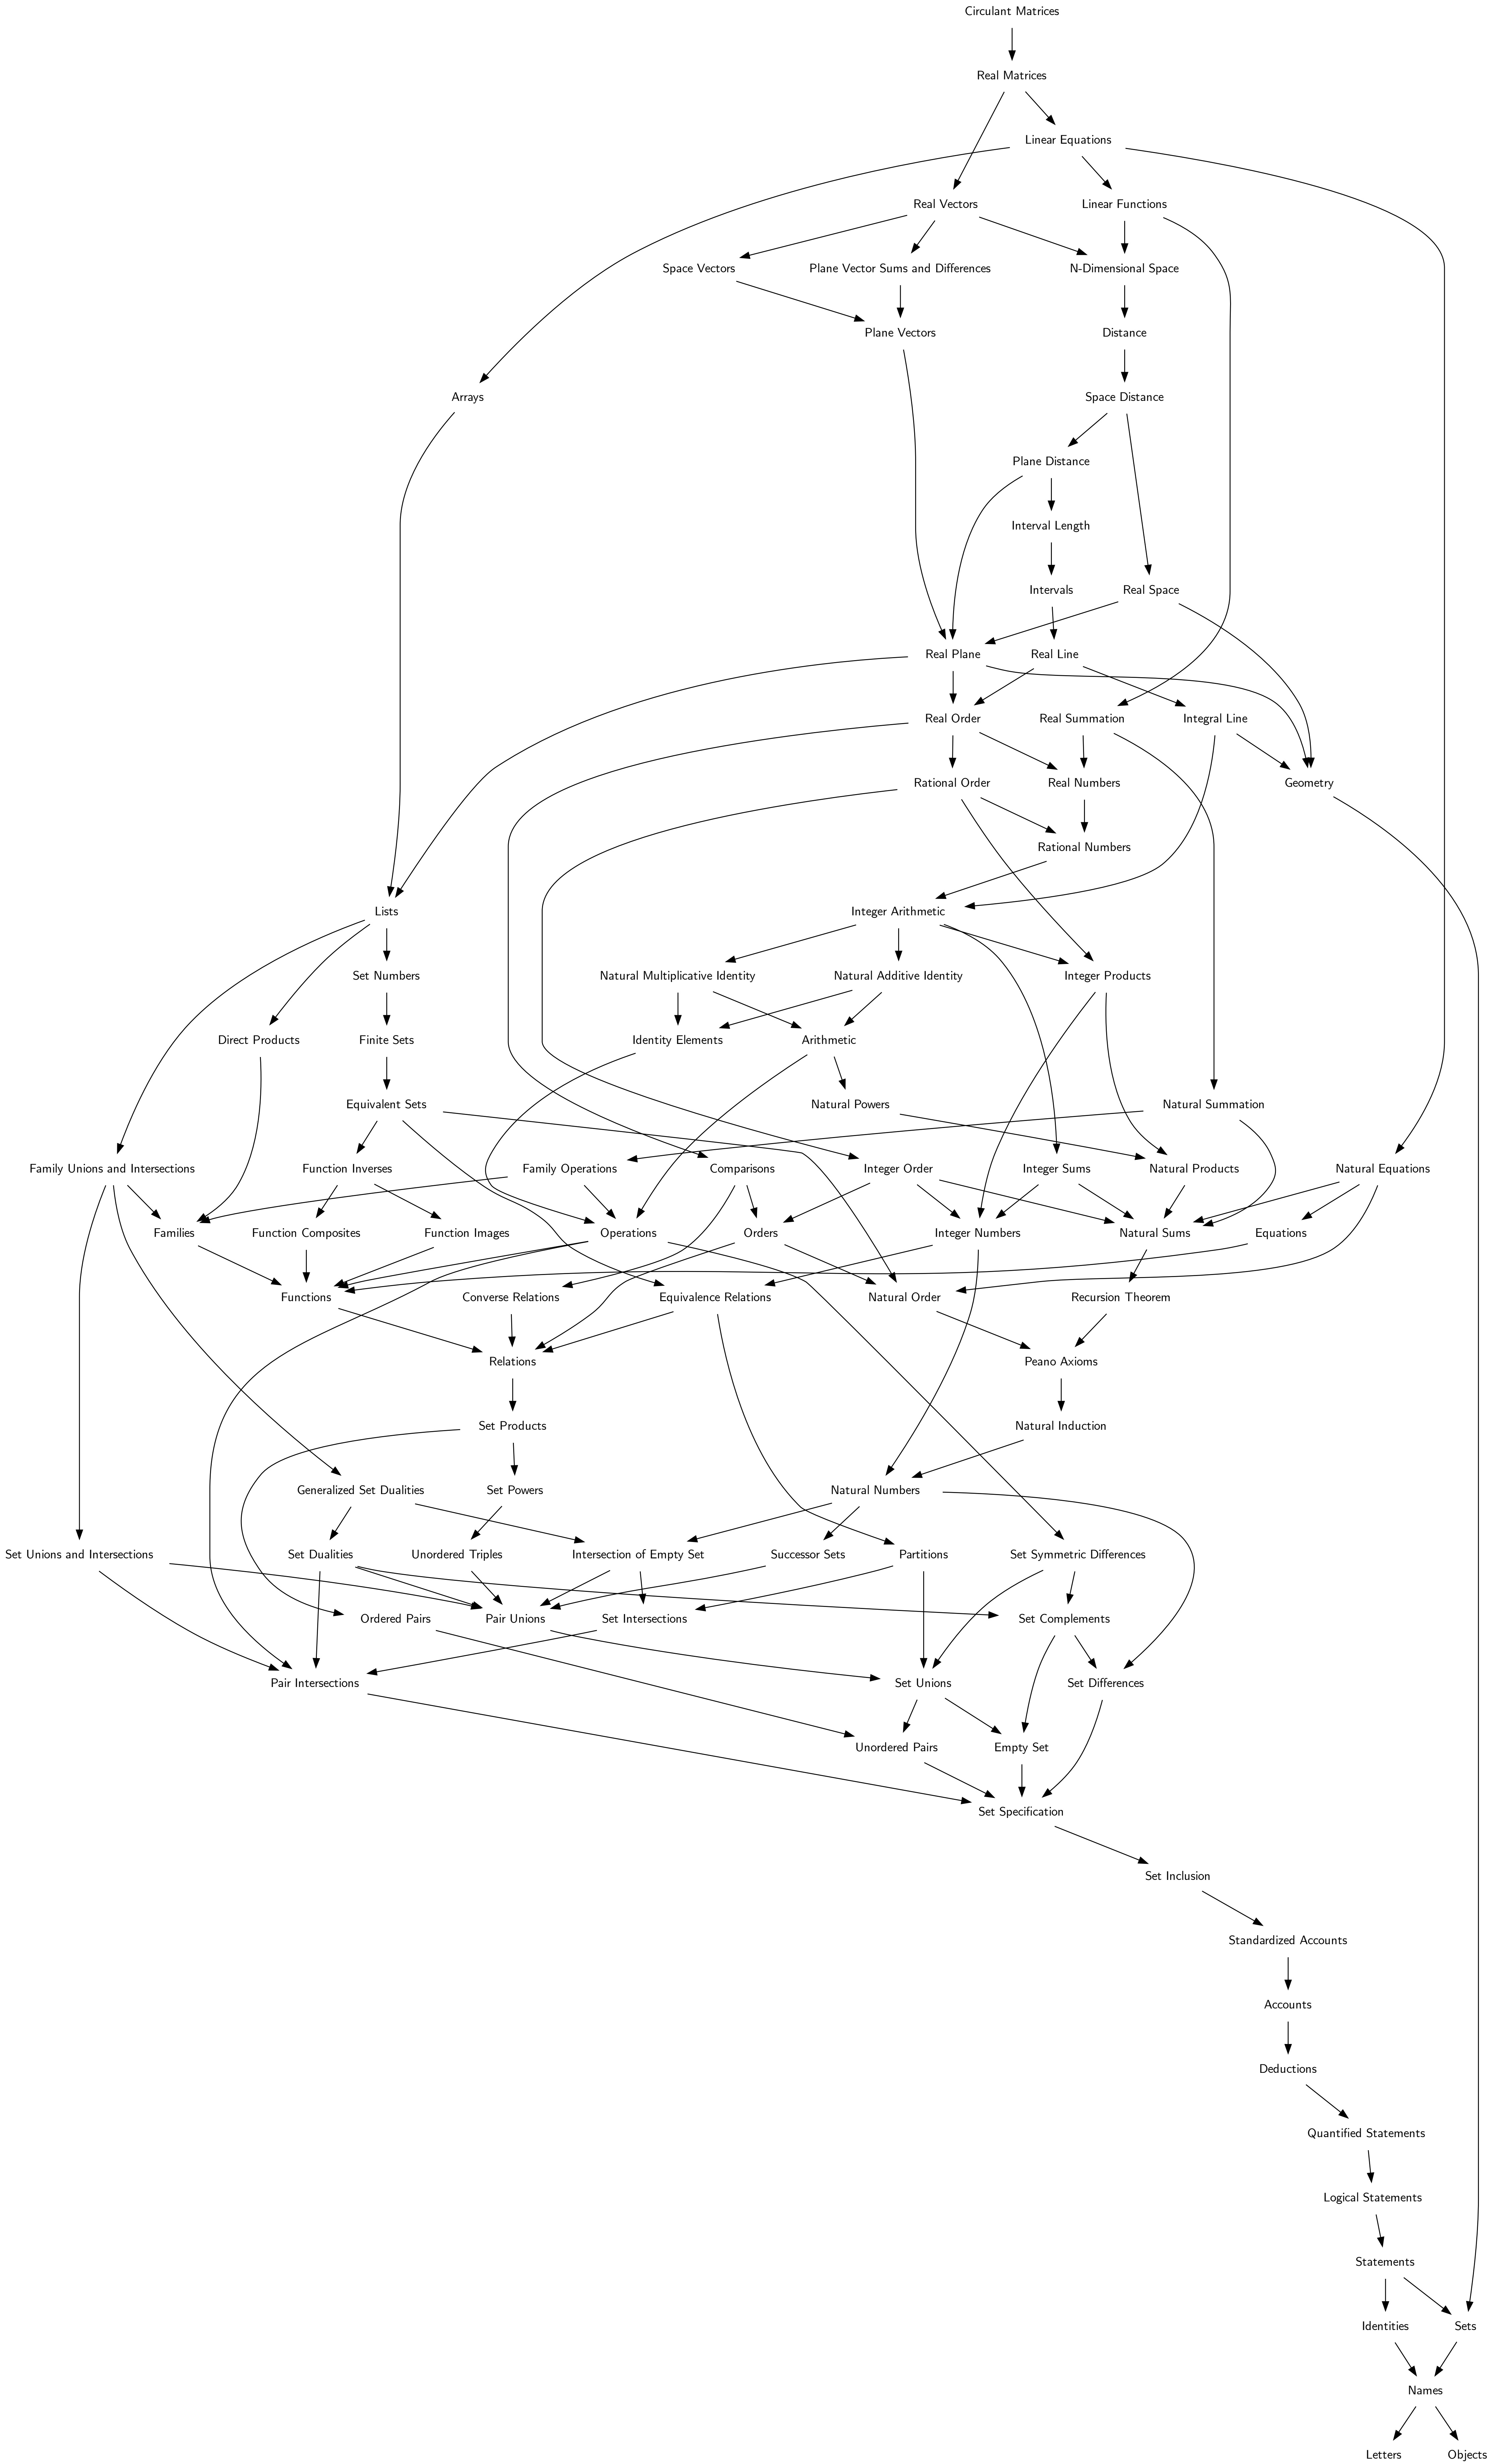 Circulant Matrices
Real Matrices
Linear Equations
Real Vectors
Linear Functions
Space Vectors
Plane Vector Sums and Differences
N-Dimensional Space
Plane Vectors
Distance
Arrays
Space Distance
Plane Distance
Interval Length
Intervals
Real Space
Real Plane
Real Line
Real Order
Real Summation
Integral Line
Rational Order
Real Numbers
Geometry
Rational Numbers
Lists
Integer Arithmetic
Set Numbers
Natural Multiplicative Identity
Natural Additive Identity
Integer Products
Direct Products
Finite Sets
Identity Elements
Arithmetic
Equivalent Sets
Natural Powers
Natural Summation
Family Unions and Intersections
Function Inverses
Family Operations
Comparisons
Integer Order
Integer Sums
Natural Products
Natural Equations
Families
Function Composites
Function Images
Operations
Orders
Integer Numbers
Natural Sums
Equations
Functions
Converse Relations
Equivalence Relations
Natural Order
Recursion Theorem
Relations
Peano Axioms
Set Products
Natural Induction
Generalized Set Dualities
Set Powers
Natural Numbers
Set Unions and Intersections
Set Dualities
Unordered Triples
Intersection of Empty Set
Successor Sets
Partitions
Set Symmetric Differences
Ordered Pairs
Pair Unions
Set Intersections
Set Complements
Pair Intersections
Set Unions
Set Differences
Unordered Pairs
Empty Set
Set Specification
Set Inclusion
Standardized Accounts
Accounts
Deductions
Quantified Statements
Logical Statements
Statements
Identities
Sets
Names
Letters
Objects